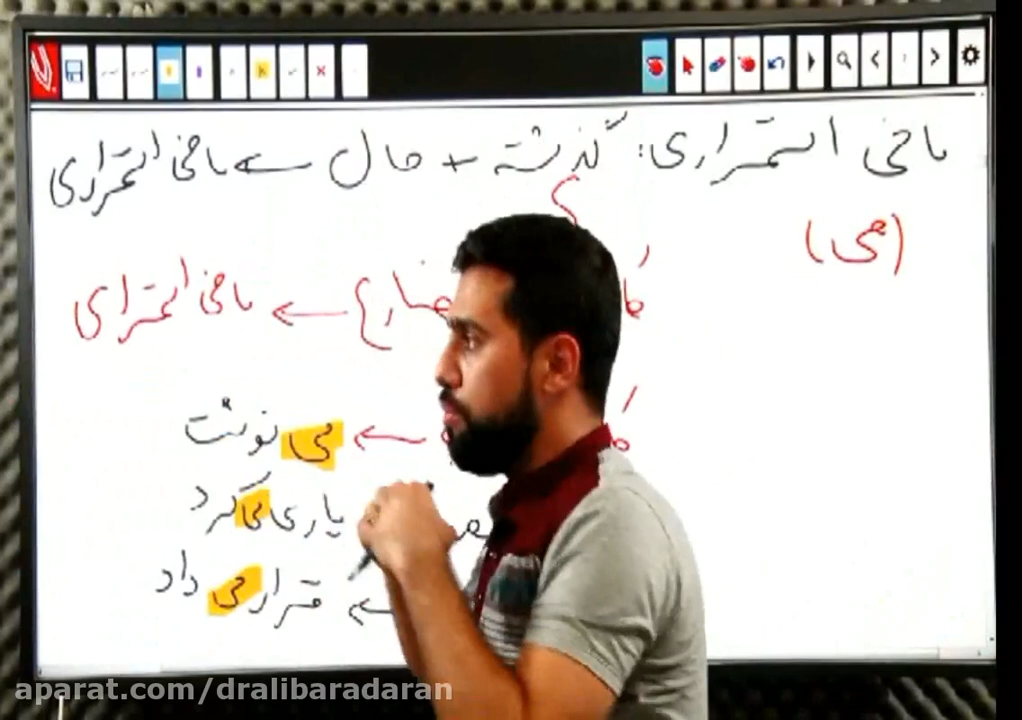 ماضی استمراری: گذشته + حال ← ماضی استمراری
(می)
← ماضی استمراری
← می نوشت
یاری می کرد
← قرار می داد
aparat.com/dralibaradaran